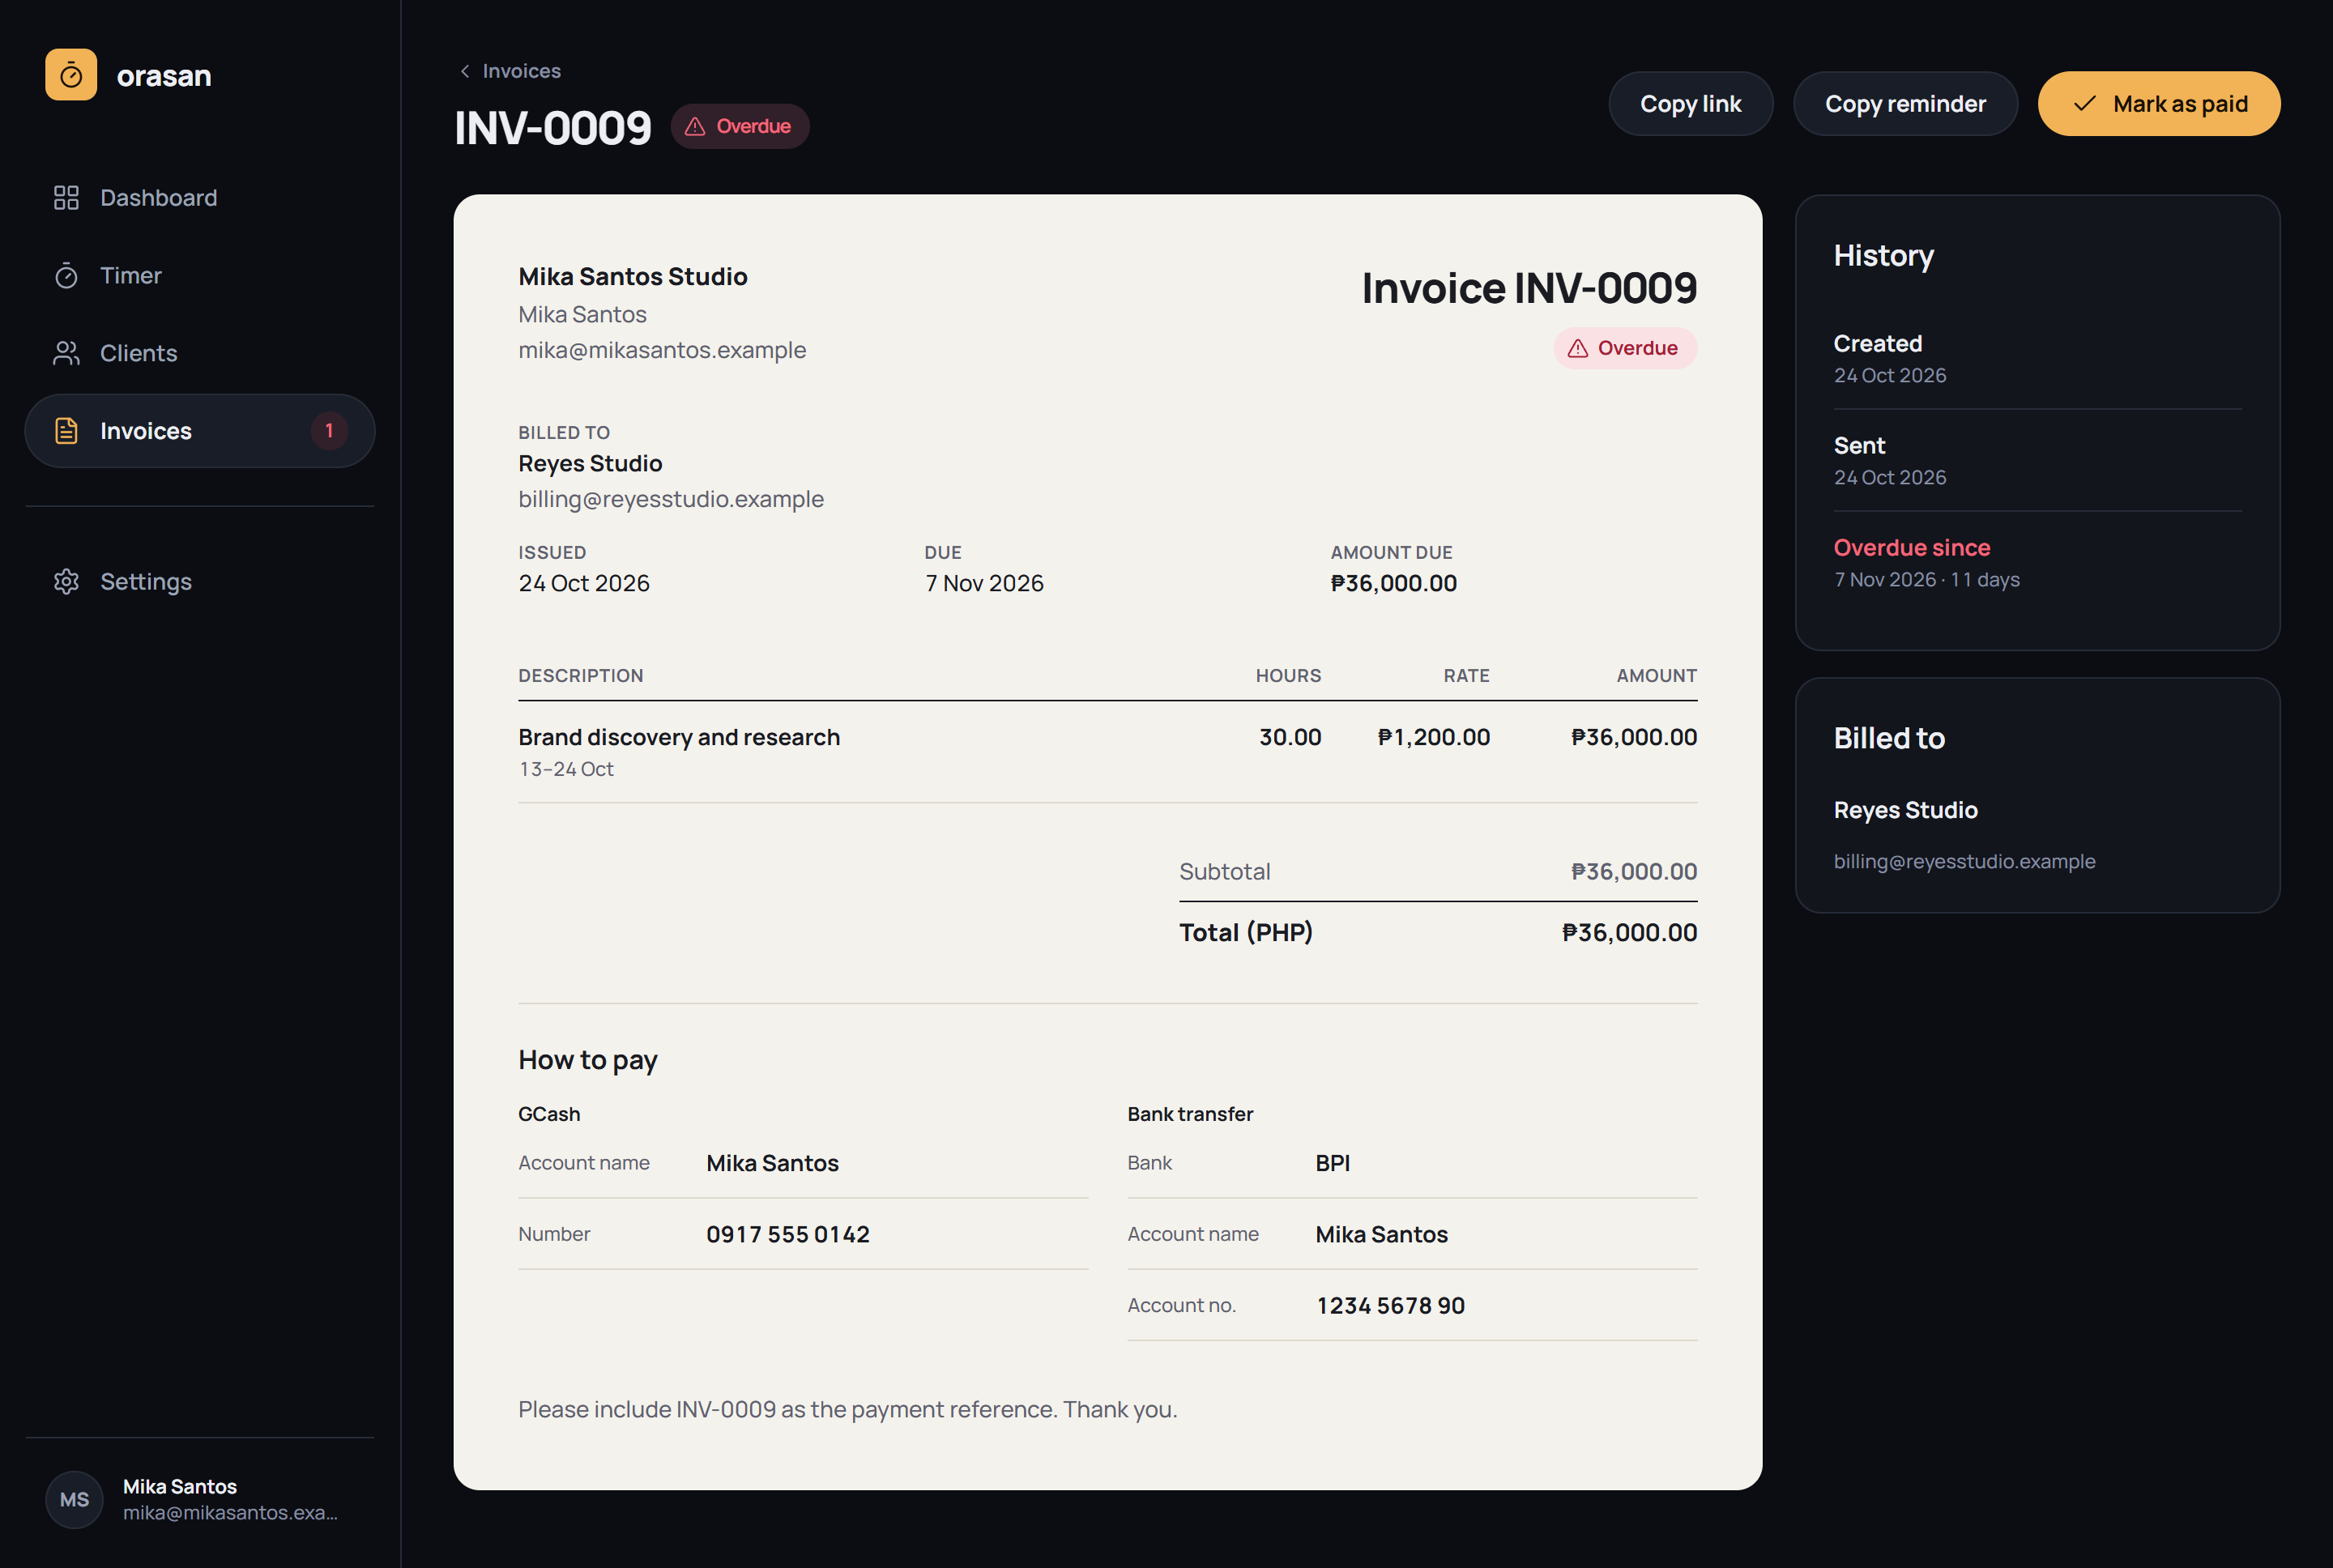 orasan
Dashboard
Timer
Clients
Invoices 1
Settings
Mika Santos
MS
mika@mikasantos.exa...
Invoices
INV-0009 Overdue
Copy link Copy reminder Mark as paid
Mika Santos Studio
Mika Santos
mika@mikasantos.example
Invoice INV-0009
Overdue
BILLED TO
Reyes Studio
billing@reyesstudio.example
ISSUED DUE AMOUNT DUE
24 Oct 2026 7 Nov 2026 ₱36,000.00
DESCRIPTION HOURS RATE AMOUNT
Brand discovery and research 30.00 ₱1,200.00 ₱36,000.00
13–24 Oct
Subtotal ₱36,000.00
Total (PHP) ₱36,000.00
How to pay
GCash
Account name Mika Santos
Number 0917 555 0142
Bank transfer
Bank BPI
Account name Mika Santos
Account no. 1234 5678 90
Please include INV-0009 as the payment reference. Thank you.
History
Created
24 Oct 2026
Sent
24 Oct 2026
Overdue since
7 Nov 2026 · 11 days
Billed to
Reyes Studio
billing@reyesstudio.example